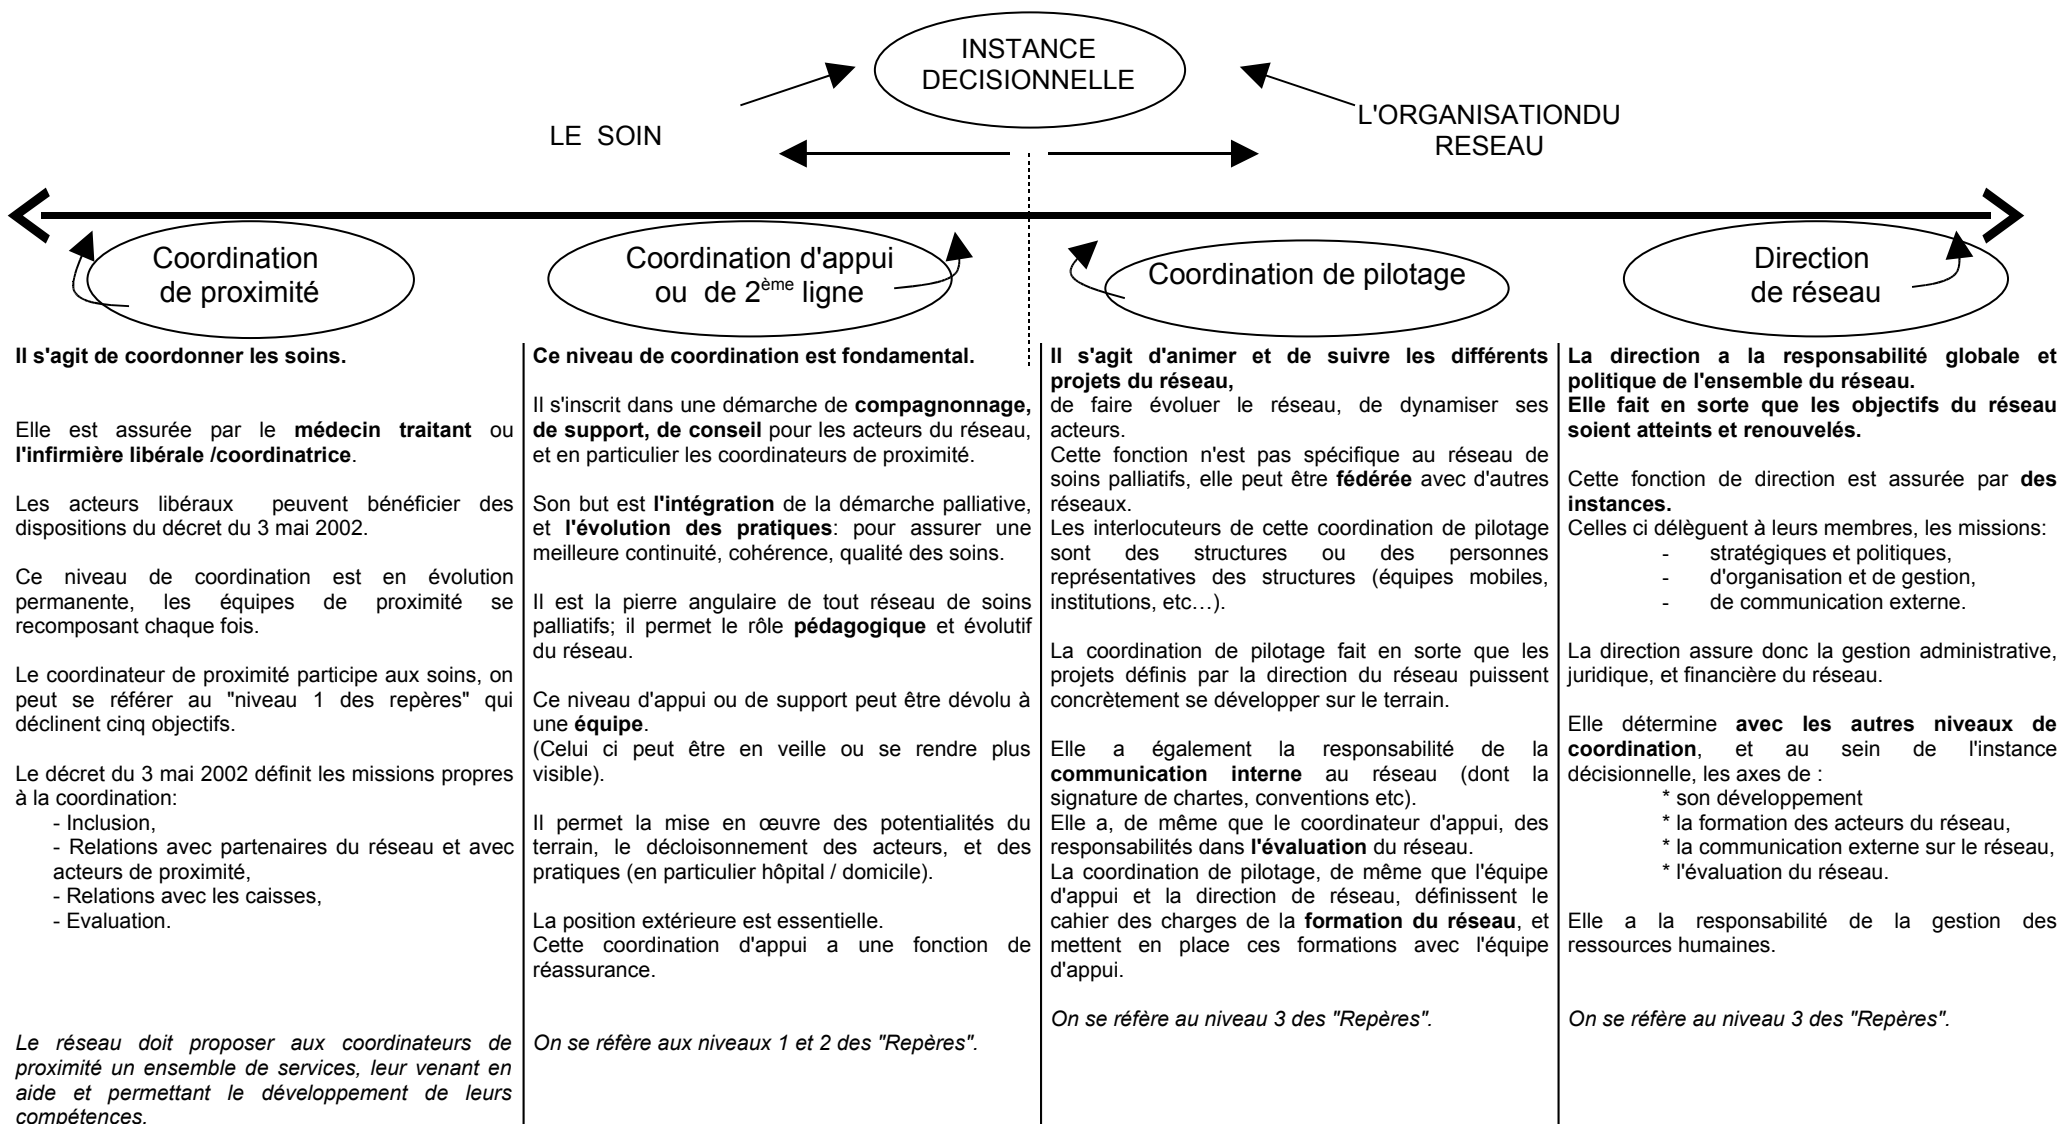 INSTANCE
DECISIONNELLE
LE SOIN
L'ORGANISATIONDU
RESEAU
Coordination
de proximité
Coordination d'appui
ou de 2ème ligne
Coordination de pilotage
Direction
de réseau
Il s'agit de coordonner les soins.
Elle est assurée par le médecin traitant ou
l'infirmière libérale /coordinatrice.
Les acteurs libéraux peuvent bénéficier des
dispositions du décret du 3 mai 2002.
Ce niveau de coordination est en évolution
permanente, les équipes de proximité se
recomposant chaque fois.
Le coordinateur de proximité participe aux soins, on
peut se référer au "niveau 1 des repères" qui
déclinent cinq objectifs.
Le décret du 3 mai 2002 définit les missions propres
à la coordination:
- Inclusion,
- Relations avec partenaires du réseau et avec
acteurs de proximité,
- Relations avec les caisses,
- Evaluation.
Le réseau doit proposer aux coordinateurs de
proximité un ensemble de services, leur venant en
aide et permettant le développement de leurs
compétences.
Ce niveau de coordination est fondamental.
Il s'inscrit dans une démarche de compagnonnage,
de support, de conseil pour les acteurs du réseau,
et en particulier les coordinateurs de proximité.
Son but est l'intégration de la démarche palliative,
et l'évolution des pratiques: pour assurer une
meilleure continuité, cohérence, qualité des soins.
Il est la pierre angulaire de tout réseau de soins
palliatifs; il permet le rôle pédagogique et évolutif
du réseau.
Ce niveau d'appui ou de support peut être dévolu à
une équipe.
(Celui ci peut être en veille ou se rendre plus
visible).
Il permet la mise en œuvre des potentialités du
terrain, le décloisonnement des acteurs, et des
pratiques (en particulier hôpital / domicile).
La position extérieure est essentielle.
Cette coordination d'appui a une fonction de
réassurance.
On se réfère aux niveaux 1 et 2 des "Repères".
Il s'agit d'animer et de suivre les différents
projets du réseau,
de faire évoluer le réseau, de dynamiser ses
acteurs.
Cette fonction n'est pas spécifique au réseau de
soins palliatifs, elle peut être fédérée avec d'autres
réseaux.
Les interlocuteurs de cette coordination de pilotage
sont des structures ou des personnes
représentatives des structures (équipes mobiles,
institutions, etc…).
La coordination de pilotage fait en sorte que les
projets définis par la direction du réseau puissent
concrètement se développer sur le terrain.
Elle a également la responsabilité de la
communication interne au réseau (dont la
signature de chartes, conventions etc).
Elle a, de même que le coordinateur d'appui, des
responsabilités dans l'évaluation du réseau.
La coordination de pilotage, de même que l'équipe
d'appui et la direction de réseau, définissent le
cahier des charges de la formation du réseau, et
mettent en place ces formations avec l'équipe
d'appui.
On se réfère au niveau 3 des "Repères".
La direction a la responsabilité globale et
politique de l'ensemble du réseau.
Elle fait en sorte que les objectifs du réseau
soient atteints et renouvelés.
Cette fonction de direction est assurée par des
instances.
Celles ci délèguent à leurs membres, les missions:
- stratégiques et politiques,
- d'organisation et de gestion,
- de communication externe.
La direction assure donc la gestion administrative,
juridique, et financière du réseau.
Elle détermine avec les autres niveaux de
coordination, et au sein de l'instance
décisionnelle, les axes de :
* son développement
* la formation des acteurs du réseau,
* la communication externe sur le réseau,
* l'évaluation du réseau.
Elle a la responsabilité de la gestion des
ressources humaines.
On se réfère au niveau 3 des "Repères".